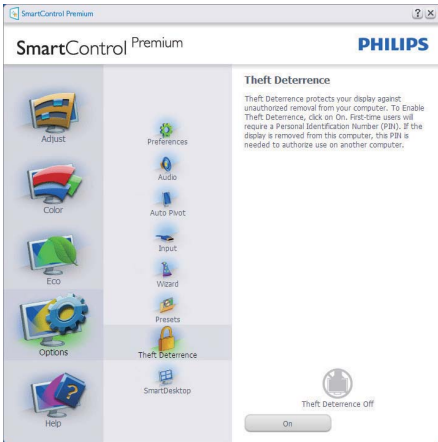 SmartControl Premium
SmartControl Premium
PHILIPS
Adjust
Color
Eco
Options
Help
Preferences
Audio
Auto Pivot
Input
Wizard
Presets
Theft Deterrence
SmartDesktop
Theft Deterrence
Theft Deterrence protects your display against
unauthorized removal from your computer. To Enable
Theft Deterrence, click on On. First-time users will
require a Personal Identification Number (PIN). If the
display is removed from this computer, this PIN is
needed to authorize use on another computer.
Theft Deterrence Off
On